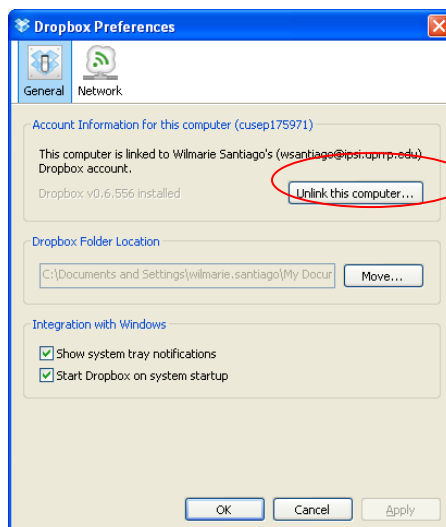 Dropbox Preferences
General Network
Account Information for this computer (cusep175971)
This computer is linked to Wilmarie Santiago's (wsantiago@ipsi.uprrp.edu)
Dropbox account.
Dropbox v0.6.556 installed
Unlink this computer...
Dropbox Folder Location
C:\Documents and Settings\wilmarie.santiago\My Docur
Move...
Integration with Windows
Show system tray notifications
Start Dropbox on system startup
OK Cancel Apply